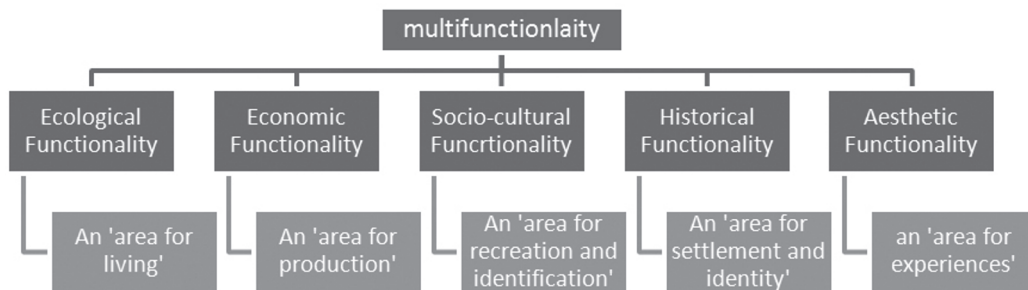 multifunctionlaity
Ecological
Functionality
Economic
Functionality
Socio-cultural
Funcrtionality
Historical
Functionality
Aesthetic
Functionality
An 'area for
living'
An 'area for
production'
An 'area for
recreation and
identification'
An 'area for
settlement and
identity'
an 'area for
experiences'